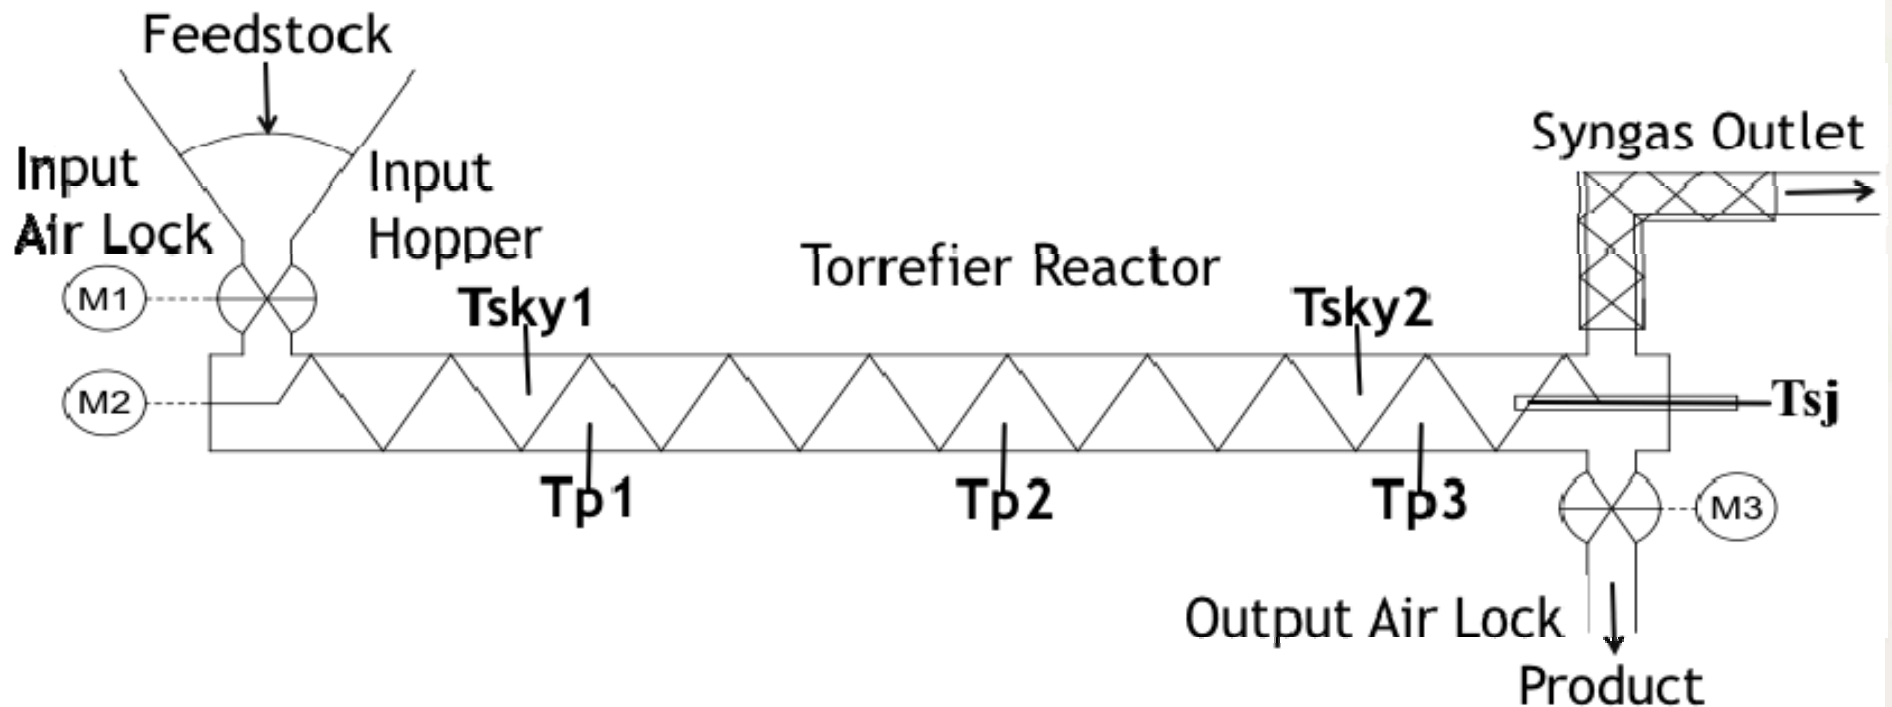 Feedstock
Input
Air Lock
Input
Hopper
Syngas Outlet
Torrefier Reactor
M1
Tsky1
Tsky2
M2
Tsj
Tp1
Tp2
Tp3
M3
Output Air Lock
Product